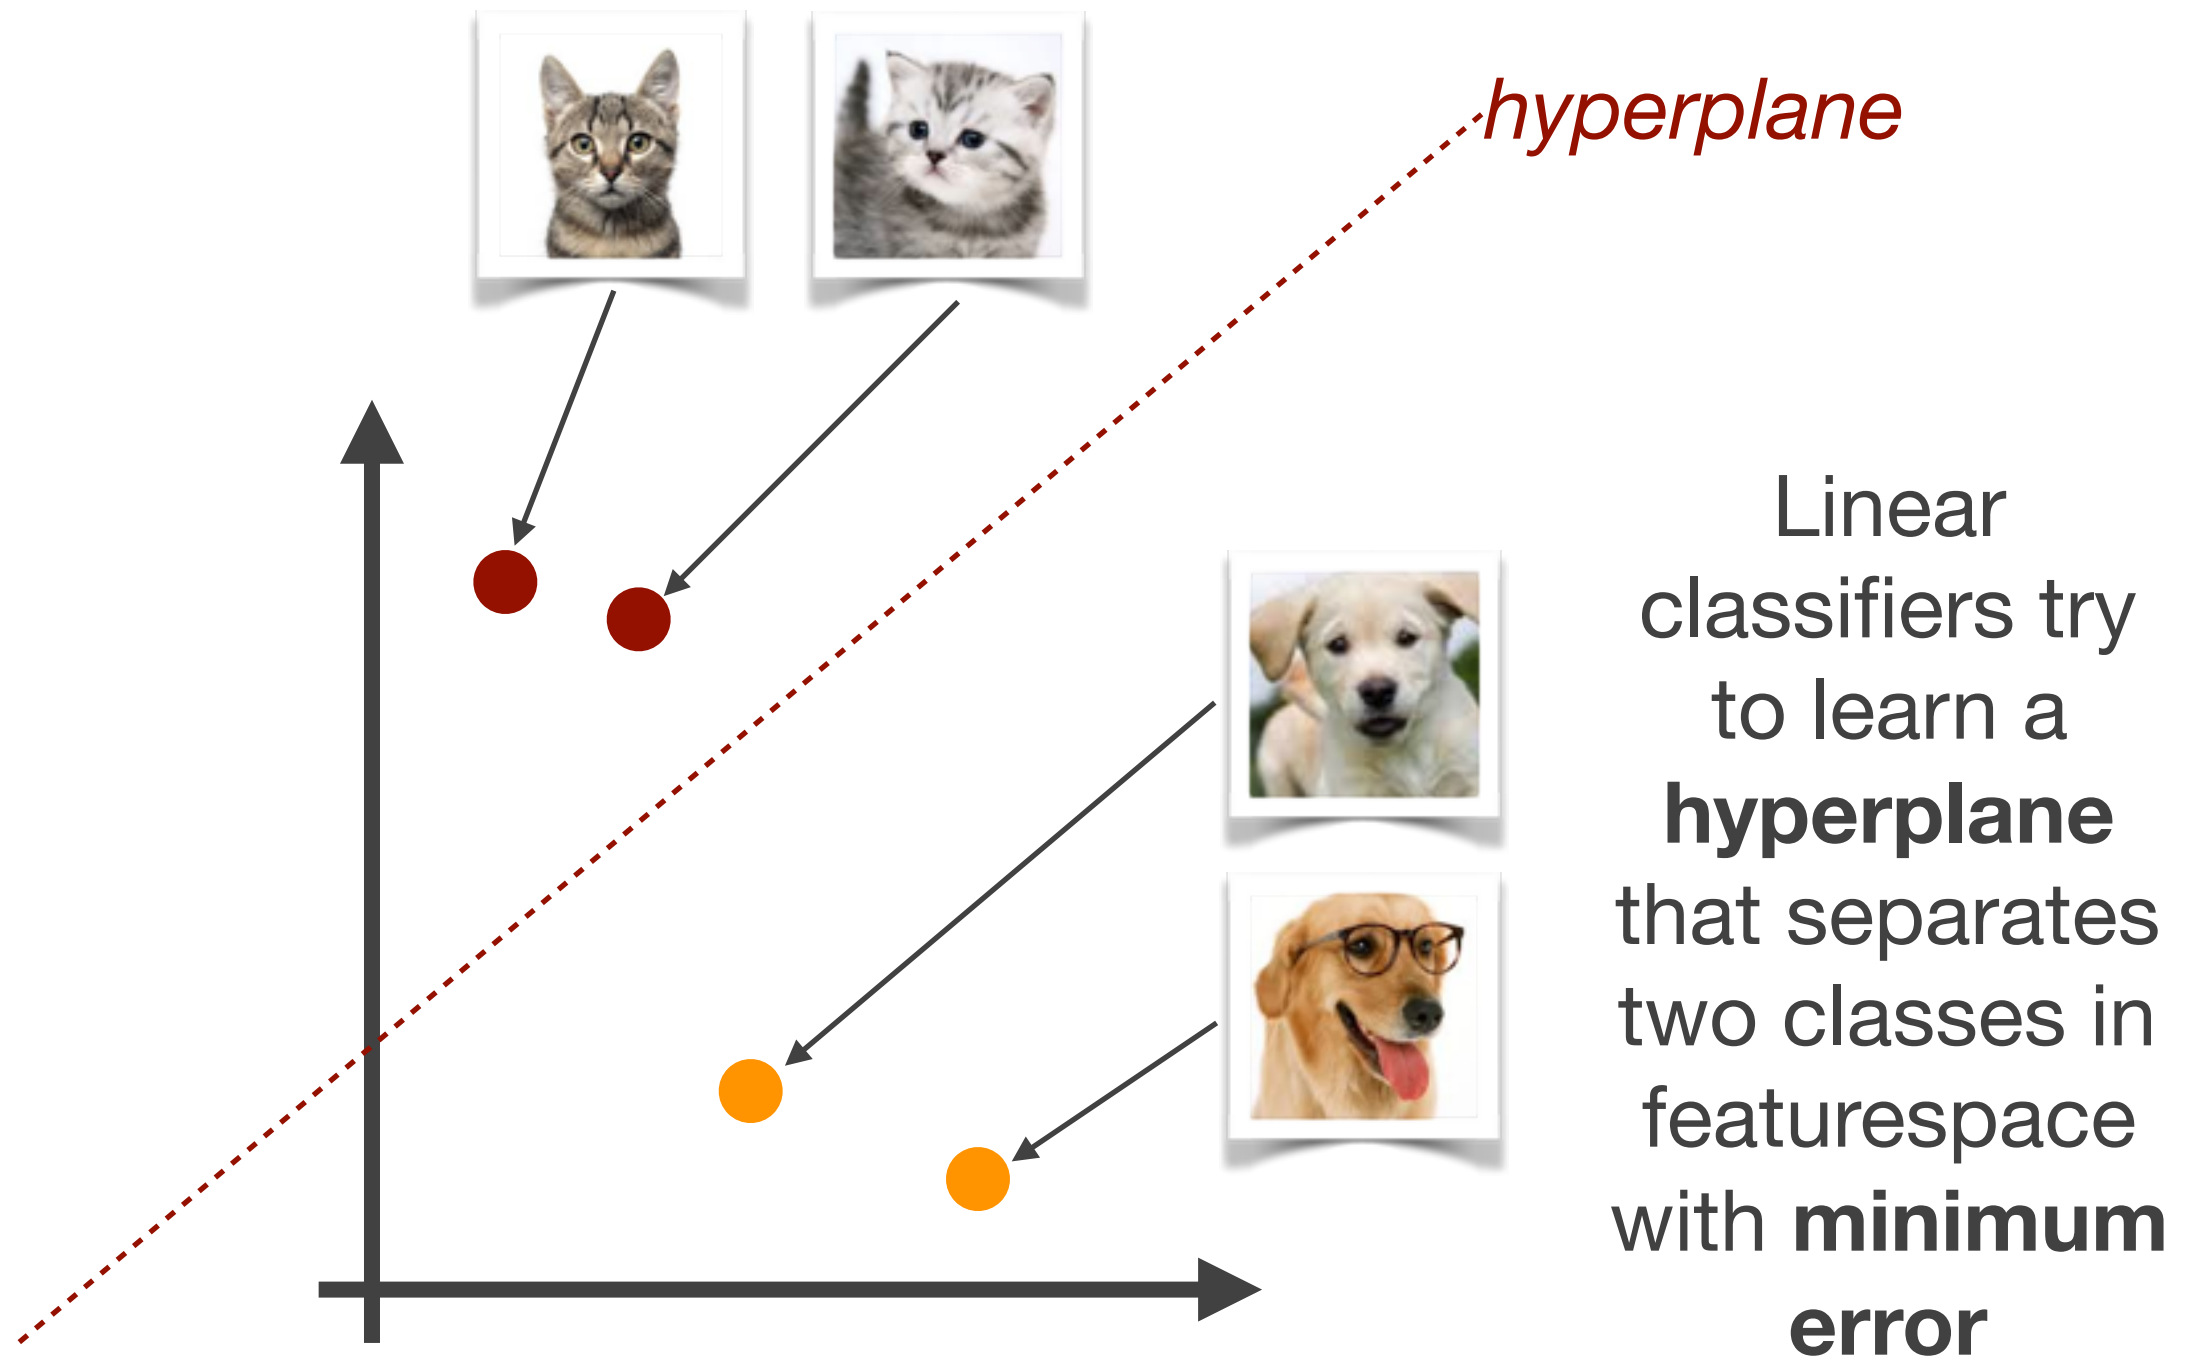 hyperplane
Linear
classifiers try
to learn a
hyperplane
that separates
two classes in
featurespace
with minimum
error